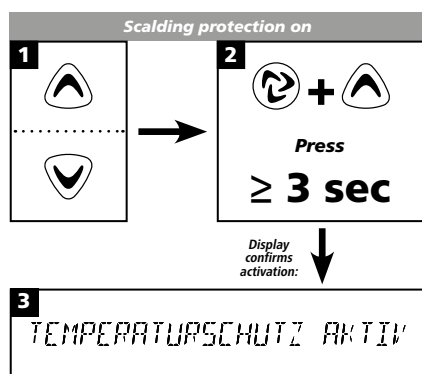 Scalding protection on
1
2
+
Press
≥ 3 sec
Display
confirms
activation:
3
TEMPERATURSCHUTZ AKTIV